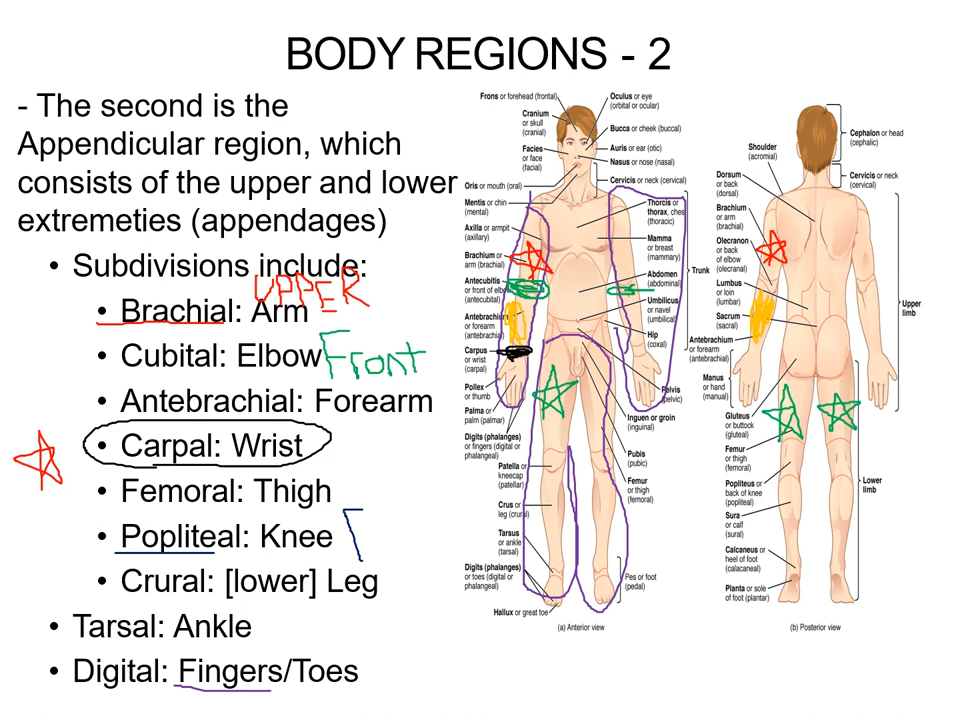 BODY REGIONS - 2
- The second is the
Appendicular region, which
consists of the upper and lower
extremeties (appendages)
• Subdivisions include:
UPPER
• Brachial: Arm
• Cubital: Elbow Front
• Antebrachial: Forearm
• Carpal: Wrist
• Femoral: Thigh
• Popliteal: Knee
• Crural: [lower] Leg
• Tarsal: Ankle
• Digital: Fingers/Toes
Frons or forehead (frontal)
Cranium
or skull
(cranial)
Facies
or face
(facial)
Oris or mouth (oral)
Mentis or chin
(mental)
Axilla or armpit
(axillary)
Brachium or
arm (brachial)
Antecubitis
or front of elbow
(antecubital)
Antebrachium
or forearm
(antebrachial)
Carpus
or wrist
(carpal)
Pollex
or thumb
Palma or
palm (palmar)
Digits (phalanges)
or fingers (digital or
phalangeal)
Patella or
kneecap
(patellar)
Crus or
leg (crural)
Tarsus
or ankle
(tarsal)
Digits (phalanges)
or toes (digital or
phalangeal)
Hallux or great toe
Oculus or eye
(orbital or ocular)
Bucca or cheek (buccal)
Auris or ear (otic)
Nasus or nose (nasal)
Cervicis or neck (cervical)
Thorcis or
thorax, ches
(thoracic)
Mamma
or breast
(mammary)
Abdomen
(abdominal)
Umbilicus
or navel
(umbilical)
Hip
(coxal)
Trunk
Pelvis
(pelvic)
Inguen or groin
(inguinal)
Pubis
(pubic)
Femur
or thigh
(femoral)
Pes or foot
(pedal)
(a) Anterior view
Shoulder
(acromial)
Dorsum
or back
(dorsal)
Brachium
or arm
(brachial)
Olecranon
or back
of elbow
(olecranal)
Lumbus
or loin
(lumbar)
Sacrum
(sacral)
Antebrachium
or forearm
(antebrachial)
Manus
or hand
(manual)
Gluteus
or buttock
(gluteal)
Femur
or thigh
(femoral)
Popliteus or
back of knee
(popliteal)
Sura
or calf
(sural)
Calcaneus or
heel of foot
(calacaneal)
Planta or sole
of foot (plantar)
Cephalon or head
(cephalic)
Cervicis or neck
(cervical)
Upper
limb
Lower
limb
(b) Posterior view